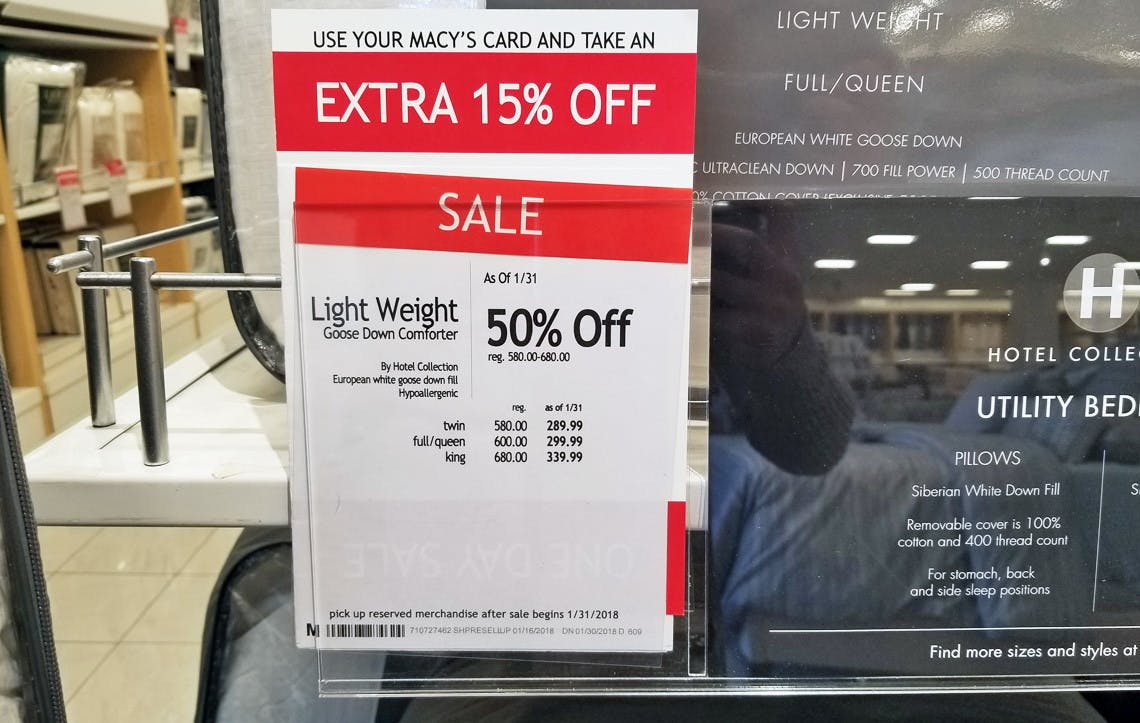 USE YOUR MACY'S CARD AND TAKE AN
EXTRA 15% OFF
SALE
As Of 1/31
Light Weight
Goose Down Comforter
50% Off
reg. 580.00-680.00
By Hotel Collection
European white goose down fill
Hypoallergenic
reg. as of 1/31
twin 580.00 289.99
full/queen 600.00 299.99
king 680.00 339.99
ONE DAY SALE
pick up reserved merchandise after sale begins 1/31/2018
M 710727462 SHPRESELLUP 01/16/2018 DN 01/30/2018 D 609
LIGHT WEIGHT
FULL/QUEEN
EUROPEAN WHITE GOOSE DOWN
C ULTRACLEAN DOWN | 700 FILL POWER | 500 THREAD COUNT
% COTTON COVER
H
HOTEL COLLEC
UTILITY BED
PILLOWS
Siberian White Down Fill
Removable cover is 100%
cotton and 400 thread count
For stomach, back
and side sleep positions
S
Find more sizes and styles at